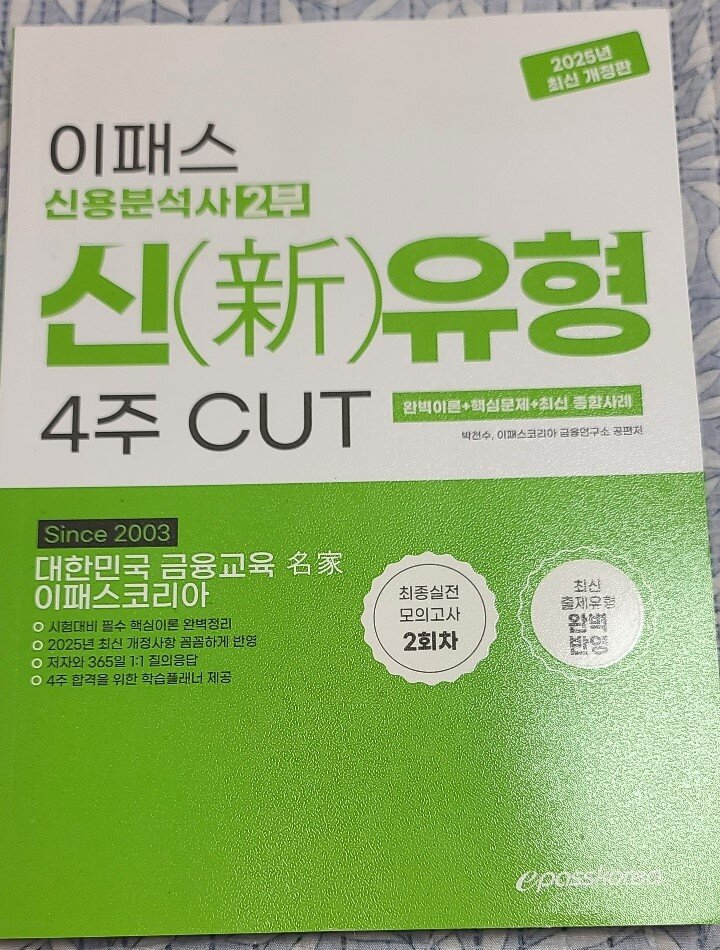 2025년
최신 개정판
이패스
신용분석사 2부
신(新)유형
4주 CUT
완벽이론+핵심문제+최신 종합사례
박천수, 이패스코리아 금융연구소 공편저
Since 2003
대한민국 금융교육 名家
이패스코리아
시험대비 필수 핵심이론 완벽정리
2025년 최신 개정사항 꼼꼼하게 반영
저자와 365일 1:1 질의응답
4주 합격을 위한 학습플래너 제공
최종실전
모의고사
2회차
최신
출제유형
완벽
반영
epasskorea